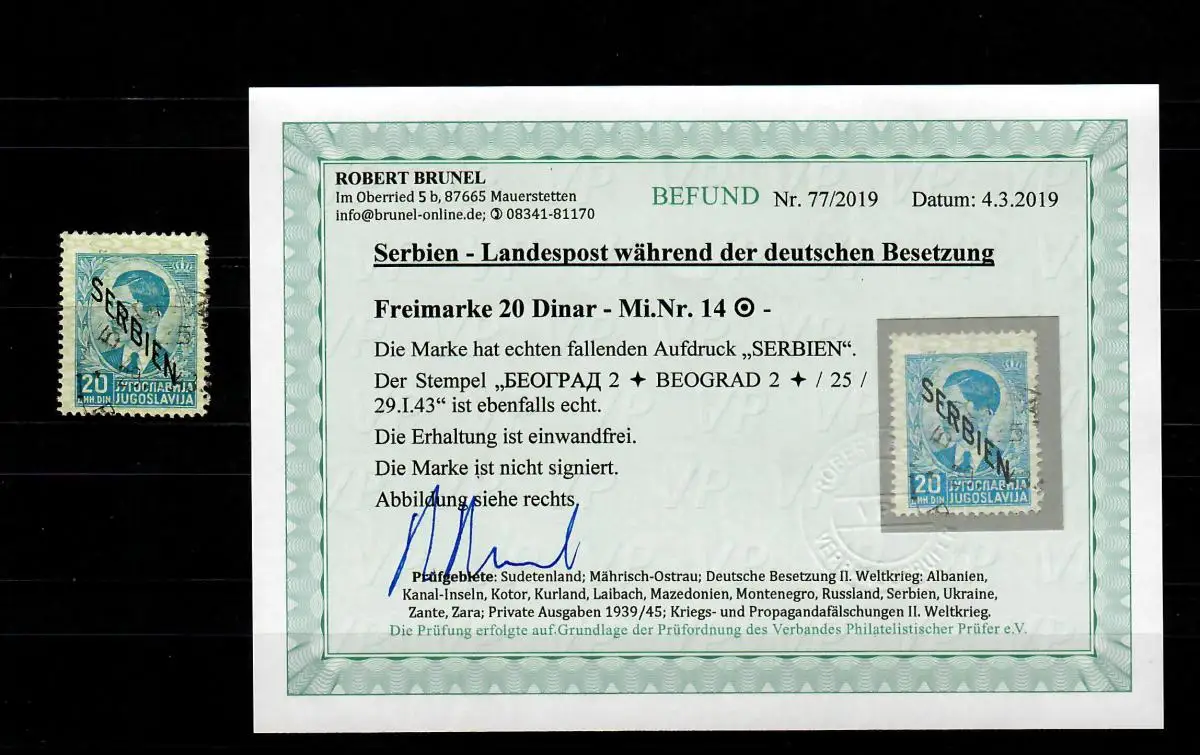 SERBIEN
20
ЈУГОСЛАВИЈА
HH.DIN JUGOSLAVIJA
ROBERT BRUNEL
Im Oberried 5 b, 87665 Mauerstetten
info@brunel-online.de; ✆ 08341-81170
BEFUND Nr. 77/2019 Datum: 4.3.2019
Serbien - Landespost während der deutschen Besetzung
Freimarke 20 Dinar - Mi.Nr. 14 ⊙ -
Die Marke hat echten fallenden Aufdruck „SERBIEN“.
Der Stempel „БЕОГРАД 2 ✦ BEOGRAD 2 ✦ / 25 /
29.I.43“ ist ebenfalls echt.
Die Erhaltung ist einwandfrei.
Die Marke ist nicht signiert.
Abbildung siehe rechts.
SERBIEN
20
ЈУГОСЛАВИЈА
HH DIN JUGOSLAVIJA
Prüfgebiete: Sudetenland; Mährisch-Ostrau; Deutsche Besetzung II. Weltkrieg: Albanien,
Kanal-Inseln, Kotor, Kurland, Laibach, Mazedonien, Montenegro, Russland, Serbien, Ukraine,
Zante, Zara; Private Ausgaben 1939/45; Kriegs- und Propagandafälschungen II. Weltkrieg.
Die Prüfung erfolgte auf Grundlage der Prüfordnung des Verbandes Philatelistischer Prüfer e.V.